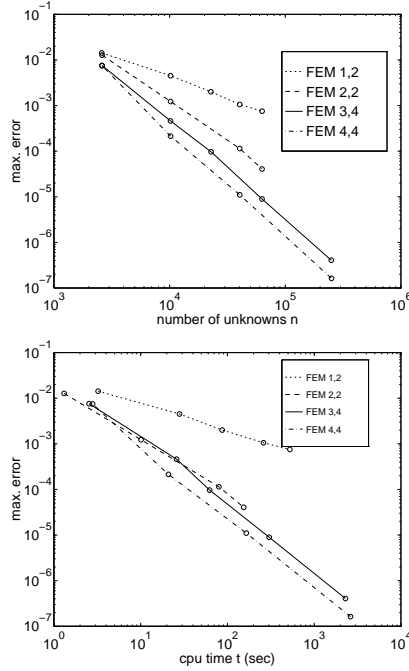 10^-1
10^-2
10^-3
10^-4
10^-5
10^-6
10^-7
max. error
FEM 1,2
FEM 2,2
FEM 3,4
FEM 4,4
10^3 10^4 10^5 10^6
number of unknowns n
10^-1
10^-2
10^-3
10^-4
10^-5
10^-6
10^-7
max. error
FEM 1,2
FEM 2,2
FEM 3,4
FEM 4,4
10^0 10^1 10^2 10^3 10^4
cpu time t (sec)